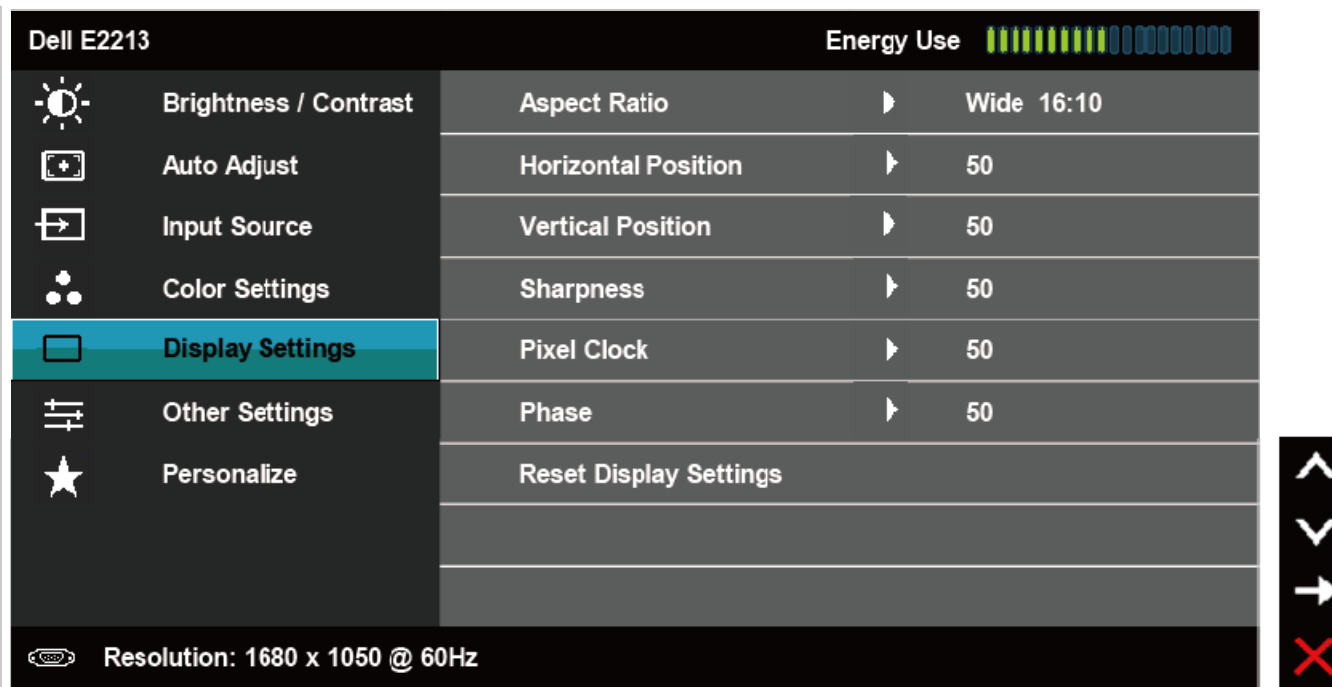 Dell E2213 Energy Use
Brightness / Contrast Aspect Ratio Wide 16:10
Auto Adjust Horizontal Position 50
Input Source Vertical Position 50
Color Settings Sharpness 50
Display Settings Pixel Clock 50
Other Settings Phase 50
Personalize Reset Display Settings
Resolution: 1680 x 1050 @ 60Hz